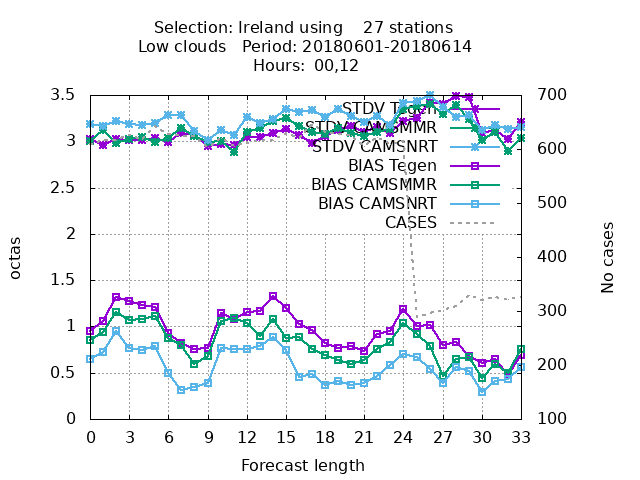 Selection: Ireland using 27 stations
Low clouds Period: 20180601-20180614
Hours: 00,12
3.5
3
2.5
2
1.5
1
0.5
0
octas
700
600
500
400
300
200
100
No cases
STDV Tegen
STDV CAMSMMR
STDV CAMSNRT
BIAS Tegen
BIAS CAMSMMR
BIAS CAMSNRT
CASES
0 3 6 9 12 15 18 21 24 27 30 33
Forecast length